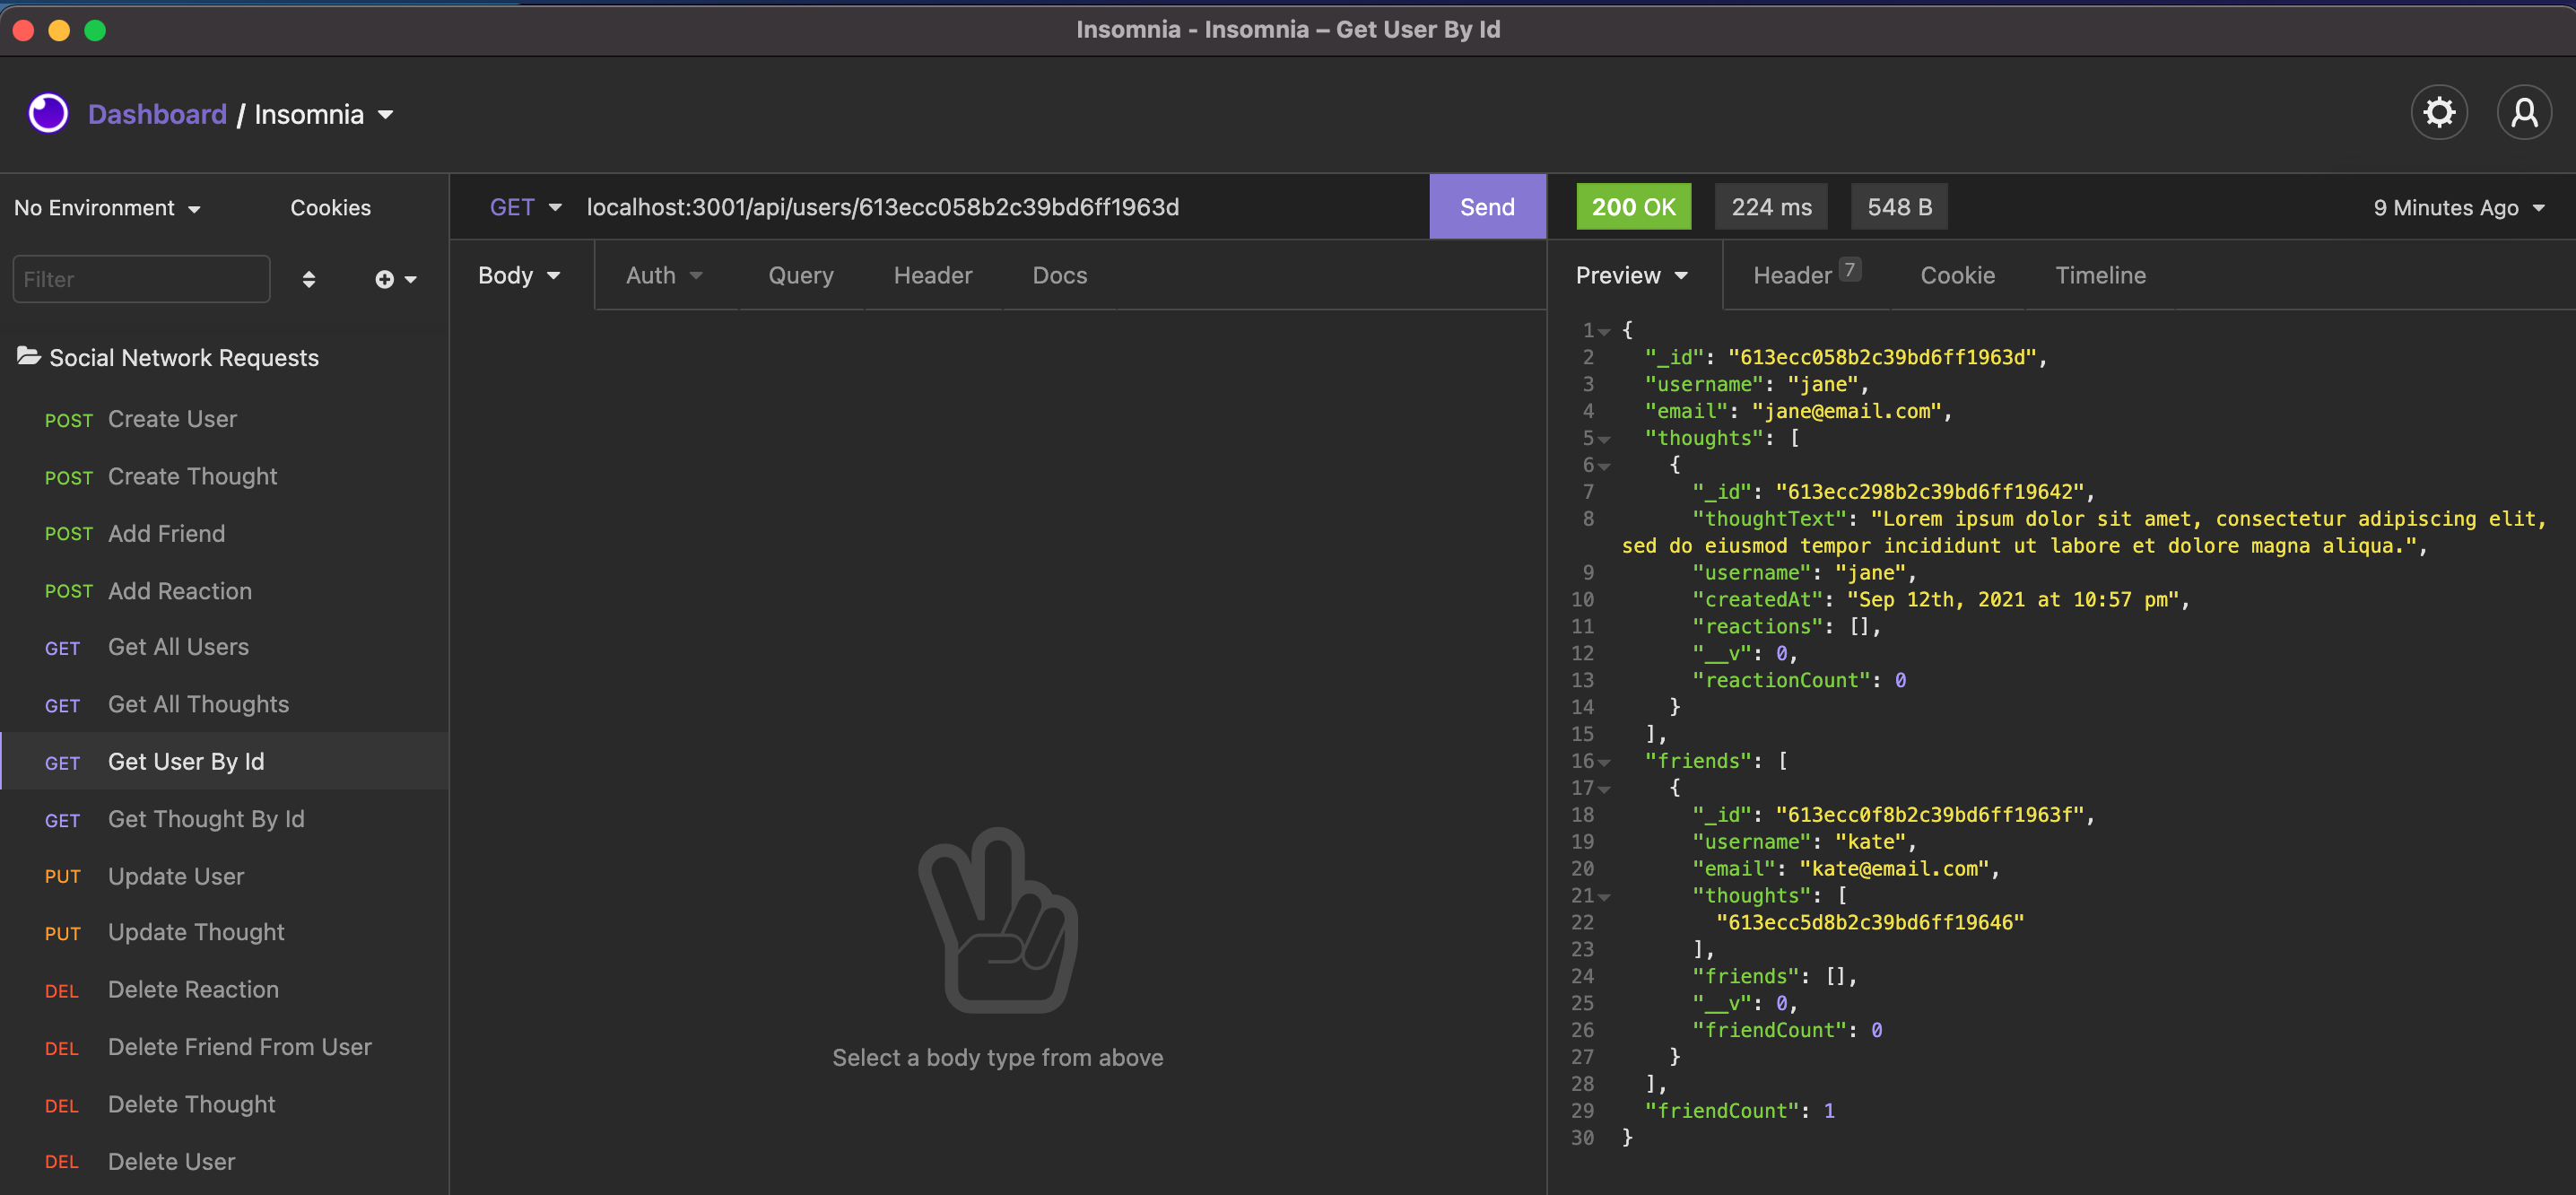 Insomnia - Insomnia – Get User By Id
Dashboard / Insomnia
No Environment
Cookies
Filter
Social Network Requests
POST Create User
POST Create Thought
POST Add Friend
POST Add Reaction
GET Get All Users
GET Get All Thoughts
GET Get User By Id
GET Get Thought By Id
PUT Update User
PUT Update Thought
DEL Delete Reaction
DEL Delete Friend From User
DEL Delete Thought
DEL Delete User
GET localhost:3001/api/users/613ecc058b2c39bd6ff1963d Send
Body Auth Query Header Docs
Select a body type from above
200 OK 224 ms 548 B 9 Minutes Ago
Preview Header 7 Cookie Timeline
1 {
2 "_id": "613ecc058b2c39bd6ff1963d",
3 "username": "jane",
4 "email": "jane@email.com",
5 "thoughts": [
6 {
7 "_id": "613ecc298b2c39bd6ff19642",
8 "thoughtText": "Lorem ipsum dolor sit amet, consectetur adipiscing elit,
sed do eiusmod tempor incididunt ut labore et dolore magna aliqua.",
9 "username": "jane",
10 "createdAt": "Sep 12th, 2021 at 10:57 pm",
11 "reactions": [],
12 "__v": 0,
13 "reactionCount": 0
14 }
15 ],
16 "friends": [
17 {
18 "_id": "613ecc0f8b2c39bd6ff1963f",
19 "username": "kate",
20 "email": "kate@email.com",
21 "thoughts": [
22 "613ecc5d8b2c39bd6ff19646"
23 ],
24 "friends": [],
25 "__v": 0,
26 "friendCount": 0
27 }
28 ],
29 "friendCount": 1
30 }